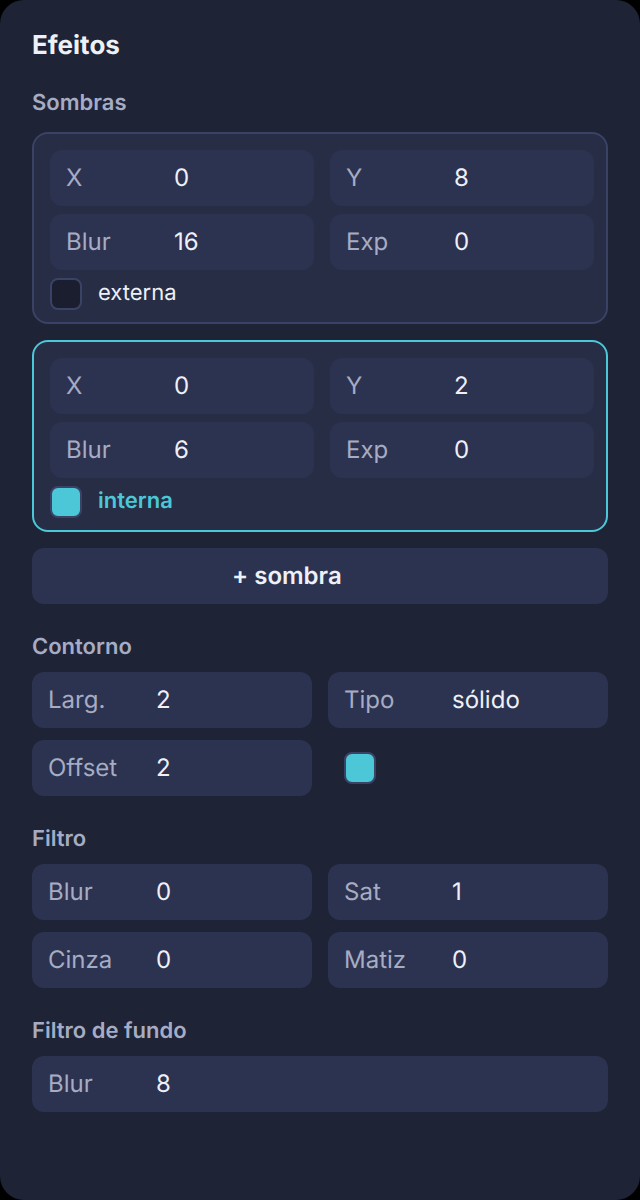 Efeitos
Sombras
X 0 Y 8
Blur 16 Exp 0
externa
X 0 Y 2
Blur 6 Exp 0
interna
+ sombra
Contorno
Larg. 2 Tipo sólido
Offset 2
Filtro
Blur 0 Sat 1
Cinza 0 Matiz 0
Filtro de fundo
Blur 8